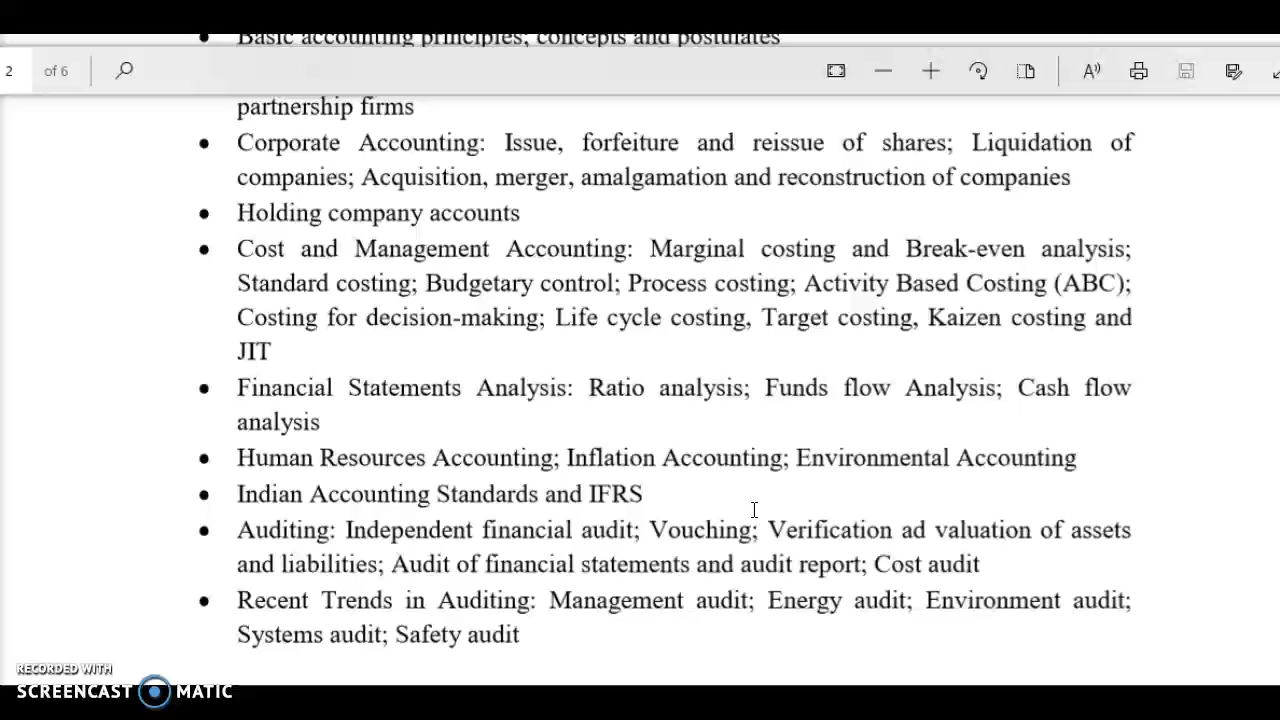 Basic accounting principles; concepts and postulates
2 of 6
partnership firms
• Corporate Accounting: Issue, forfeiture and reissue of shares; Liquidation of
companies; Acquisition, merger, amalgamation and reconstruction of companies
• Holding company accounts
• Cost and Management Accounting: Marginal costing and Break-even analysis;
Standard costing; Budgetary control; Process costing; Activity Based Costing (ABC);
Costing for decision-making; Life cycle costing, Target costing, Kaizen costing and
JIT
• Financial Statements Analysis: Ratio analysis; Funds flow Analysis; Cash flow
analysis
• Human Resources Accounting; Inflation Accounting; Environmental Accounting
• Indian Accounting Standards and IFRS
• Auditing: Independent financial audit; Vouching; Verification ad valuation of assets
and liabilities; Audit of financial statements and audit report; Cost audit
• Recent Trends in Auditing: Management audit; Energy audit; Environment audit;
Systems audit; Safety audit
RECORDED WITH
SCREENCAST MATIC